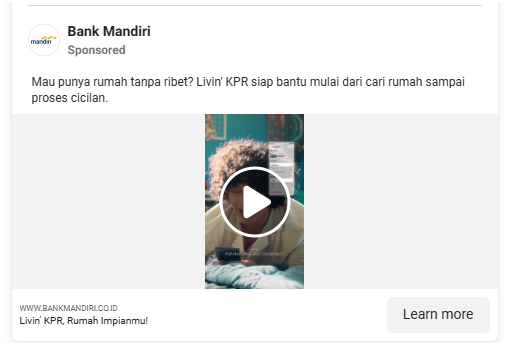 mandiri
Bank Mandiri
Sponsored
Mau punya rumah tanpa ribet? Livin' KPR siap bantu mulai dari cari rumah sampai
proses cicilan.
WWW.BANKMANDIRI.CO.ID
Livin' KPR, Rumah Impianmu!
Learn more